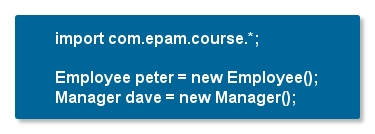 import com.epam.course.*;
Employee peter = new Employee();
Manager dave = new Manager();